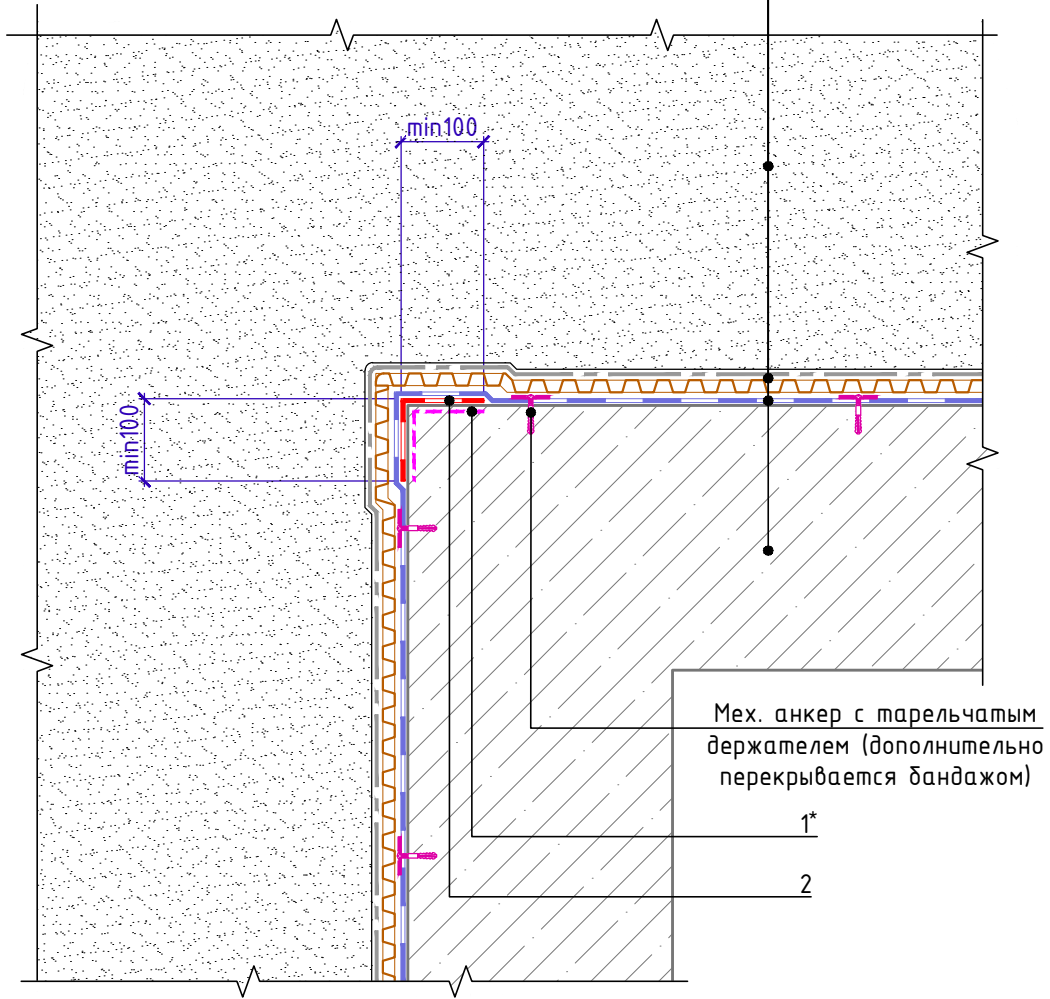 min100
min100
Мех. анкер с тарельчатым
держателем (дополнительно
перекрывается бандажом)
1*
2